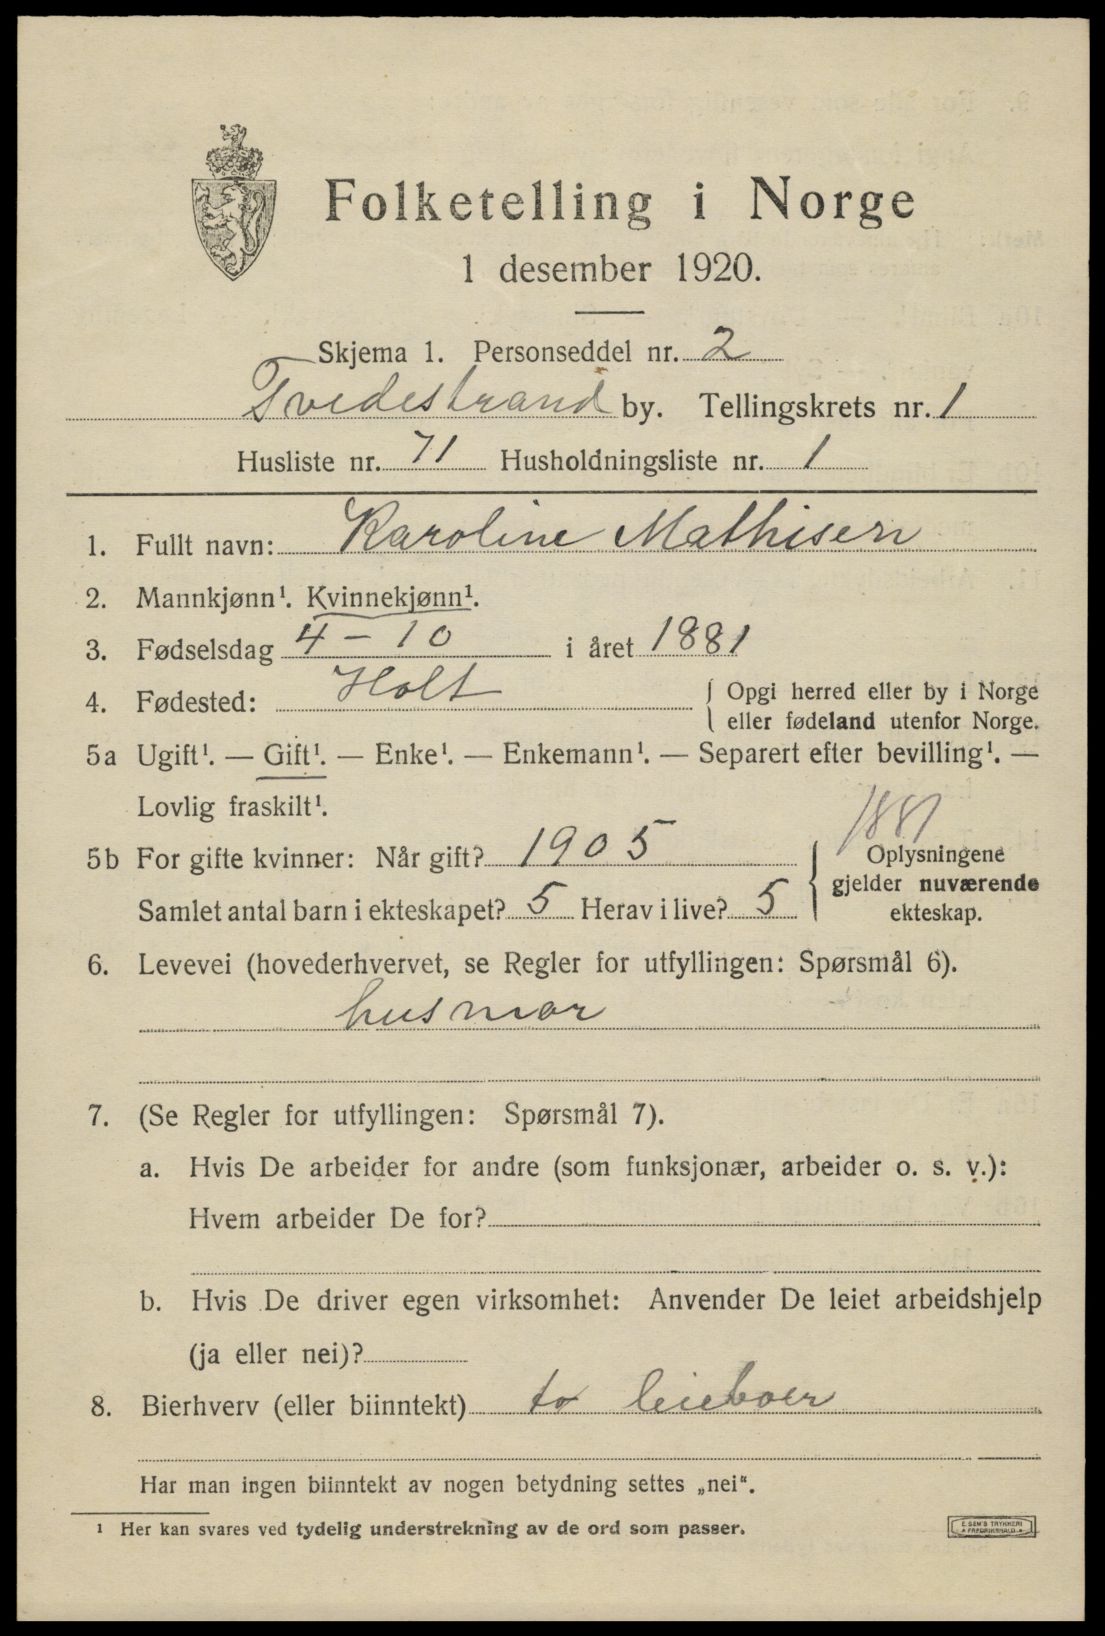 Folketelling i Norge
1 desember 1920.
Skjema 1. Personseddel nr. 2
Tvedestrand by. Tellingskrets nr. 1
Husliste nr. 71 Husholdningsliste nr. 1
1. Fullt navn: Karoline Mathisen
2. Mannkjønn¹. Kvinnekjønn¹.
3. Fødselsdag 4 – 10 i året 1881
4. Fødested: Holt { Opgi herred eller by i Norge
eller fødeland utenfor Norge.
5a Ugift¹. — Gift¹. — Enke¹. — Enkemann¹. — Separert efter bevilling¹. —
Lovlig fraskilt¹.
1881
5b For gifte kvinner: Når gift? 1905
Samlet antal barn i ekteskapet? 5 Herav i live? 5
{ Oplysningene
gjelder nuværende
ekteskap.
6. Levevei (hovederhvervet, se Regler for utfyllingen: Spørsmål 6).
husmor
7. (Se Regler for utfyllingen: Spørsmål 7).
a. Hvis De arbeider for andre (som funksjonær, arbeider o. s. v.):
Hvem arbeider De for?
b. Hvis De driver egen virksomhet: Anvender De leiet arbeidshjelp
(ja eller nei)?
8. Bierhverv (eller biinntekt) to leieboer
Har man ingen biinntekt av nogen betydning settes „nei“.
¹ Her kan svares ved tydelig understrekning av de ord som passer.
E. SEM'S TRYKKERI
FREDRIKSHALD